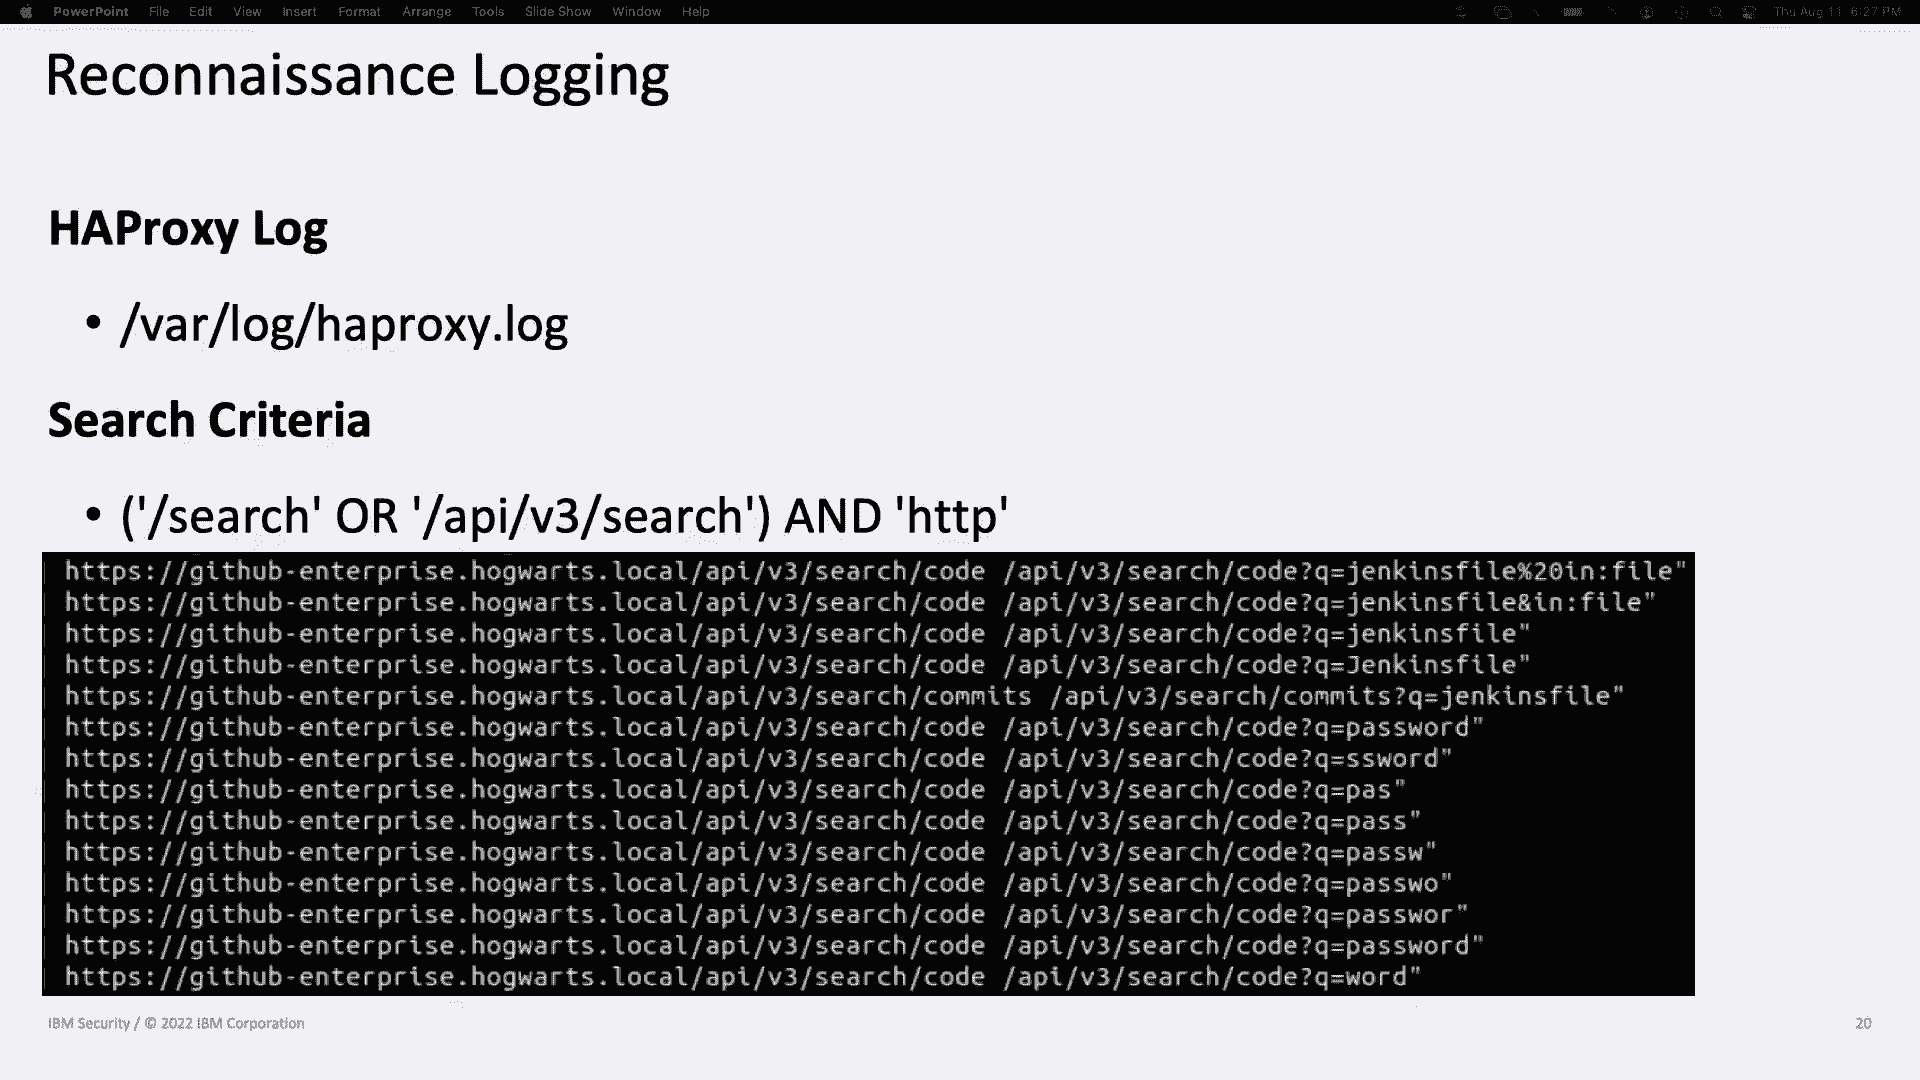 PowerPoint File Edit View Insert Format Arrange Tools Slide Show Window Help Thu Aug 11 6:27 PM
Reconnaissance Logging
HAProxy Log
• /var/log/haproxy.log
Search Criteria
• ('/search' OR '/api/v3/search') AND 'http'
https://github-enterprise.hogwarts.local/api/v3/search/code /api/v3/search/code?q=jenkinsfile%20in:file"
https://github-enterprise.hogwarts.local/api/v3/search/code /api/v3/search/code?q=jenkinsfile&in:file"
https://github-enterprise.hogwarts.local/api/v3/search/code /api/v3/search/code?q=jenkinsfile"
https://github-enterprise.hogwarts.local/api/v3/search/code /api/v3/search/code?q=Jenkinsfile"
https://github-enterprise.hogwarts.local/api/v3/search/commits /api/v3/search/commits?q=jenkinsfile"
https://github-enterprise.hogwarts.local/api/v3/search/code /api/v3/search/code?q=password"
https://github-enterprise.hogwarts.local/api/v3/search/code /api/v3/search/code?q=ssword"
https://github-enterprise.hogwarts.local/api/v3/search/code /api/v3/search/code?q=pas"
https://github-enterprise.hogwarts.local/api/v3/search/code /api/v3/search/code?q=pass"
https://github-enterprise.hogwarts.local/api/v3/search/code /api/v3/search/code?q=passw"
https://github-enterprise.hogwarts.local/api/v3/search/code /api/v3/search/code?q=passwo"
https://github-enterprise.hogwarts.local/api/v3/search/code /api/v3/search/code?q=passwor"
https://github-enterprise.hogwarts.local/api/v3/search/code /api/v3/search/code?q=password"
https://github-enterprise.hogwarts.local/api/v3/search/code /api/v3/search/code?q=word"
IBM Security / © 2022 IBM Corporation
20